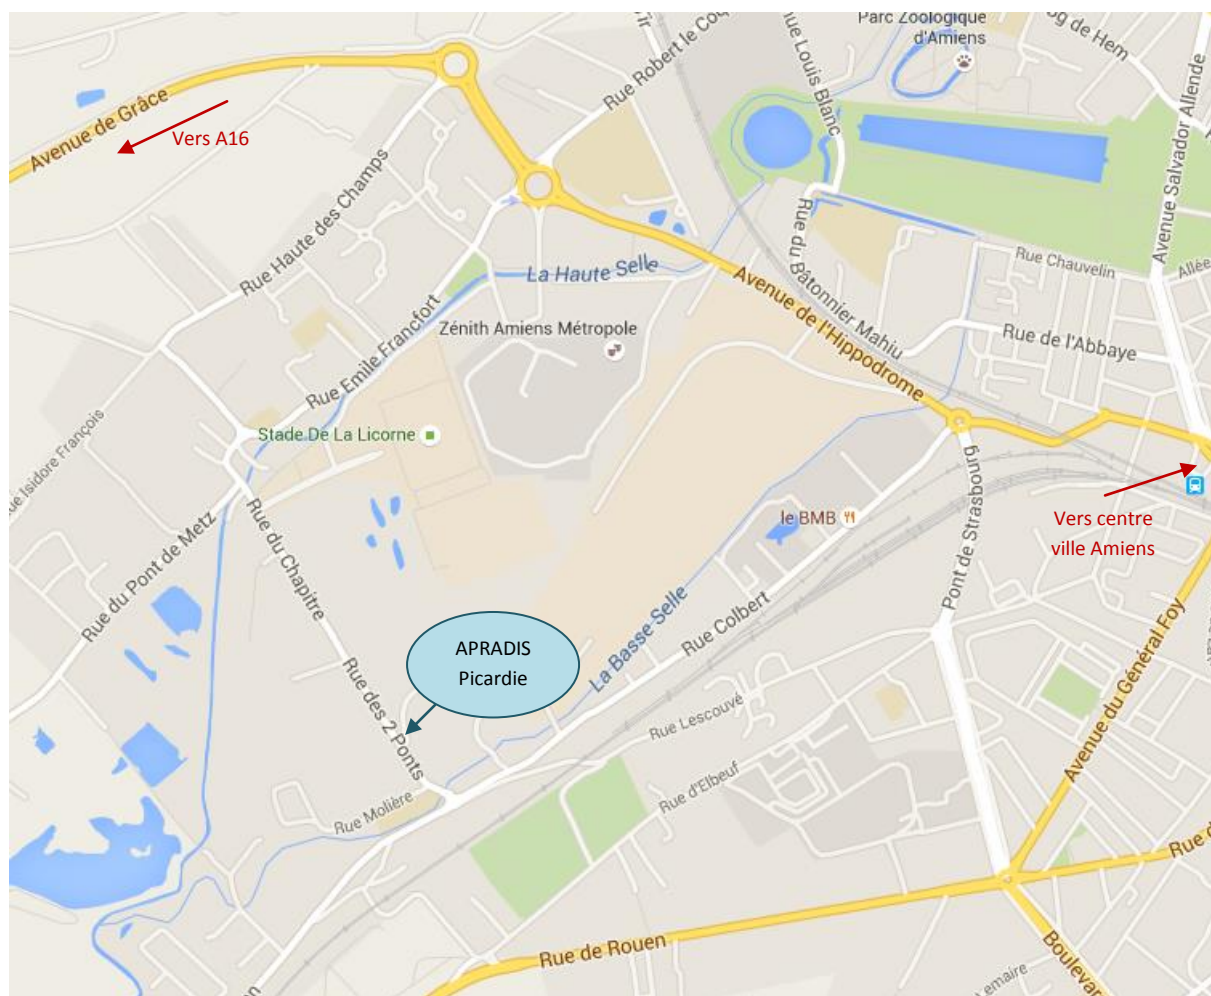 Parc Zoologique
d'Amiens
Rue Robert le Coq
Rue Louis Blanc
Avenue Salvador Allende
Avenue de Grâce
Vers A16
Rue Haute des Champs
Rue du Bâtonnier Mahiu
Rue Chauvelin
Allée
La Haute Selle
Avenue de l'Hippodrome
Zénith Amiens Métropole
Rue de l'Abbaye
Rue Emile Francfort
Stade De La Licorne
Rue Isidore François
le BMB
Pont de Strasbourg
Vers centre
ville Amiens
Rue du Pont de Metz
Rue du Chapitre
La Basse Selle
Rue Colbert
Avenue du Général Foy
APRADIS
Picardie
Rue des 2 Ponts
Rue Lescouvé
Rue d'Elbeuf
Rue Molière
Rue de Rouen
Rue d
Boulevar
Lemaire